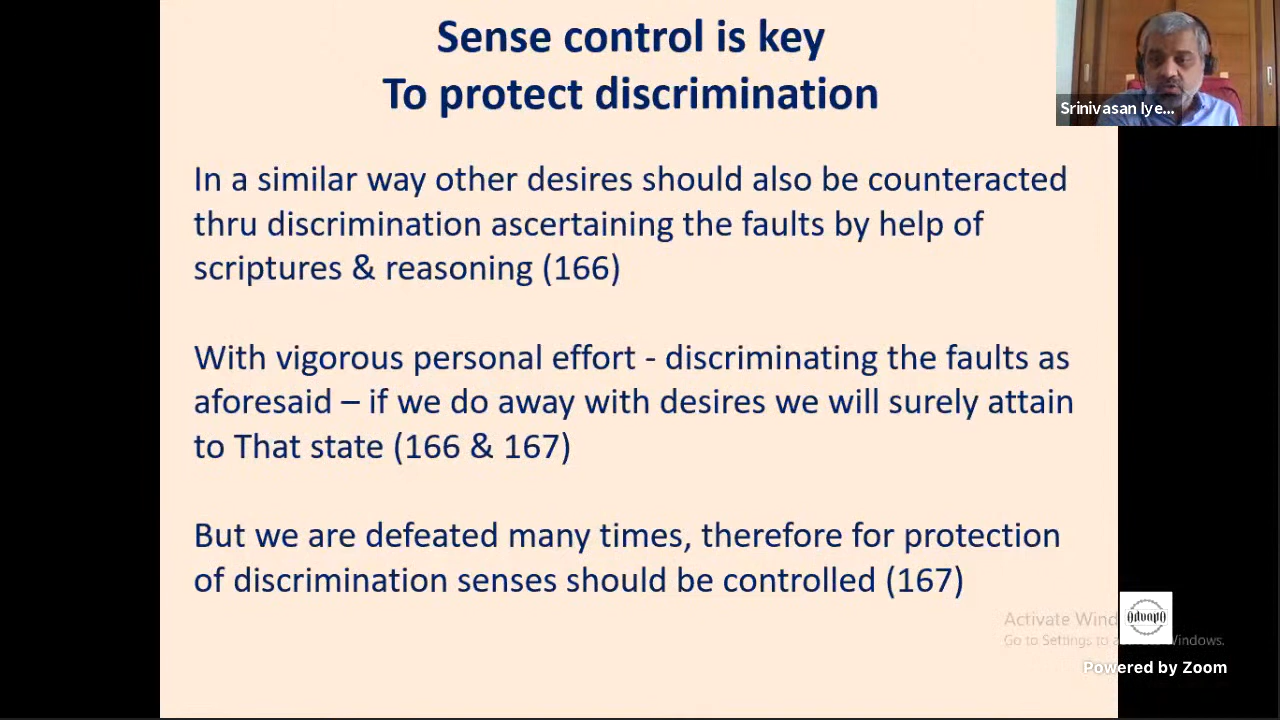 Sense control is key
To protect discrimination
Srinivasan Iye...
In a similar way other desires should also be counteracted
thru discrimination ascertaining the faults by help of
scriptures & reasoning (166)
With vigorous personal effort - discriminating the faults as
aforesaid – if we do away with desires we will surely attain
to That state (166 & 167)
But we are defeated many times, therefore for protection
of discrimination senses should be controlled (167)
Activate Wind
Go to Settings to a Windows.
Powered by Zoom